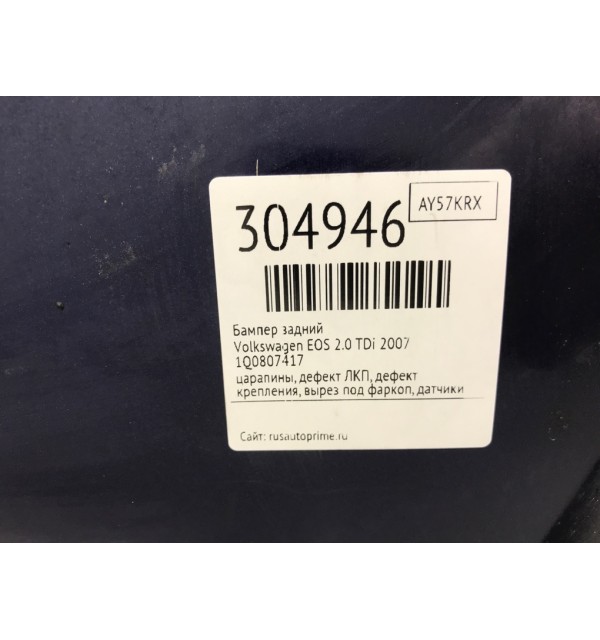 304946
AY57KRX
Бампер задний
Volkswagen EOS 2.0 TDi 2007
1Q0807417
царапины, дефект ЛКП, дефект
крепления, вырез под фаркоп, датчики
Сайт: rusautoprime.ru